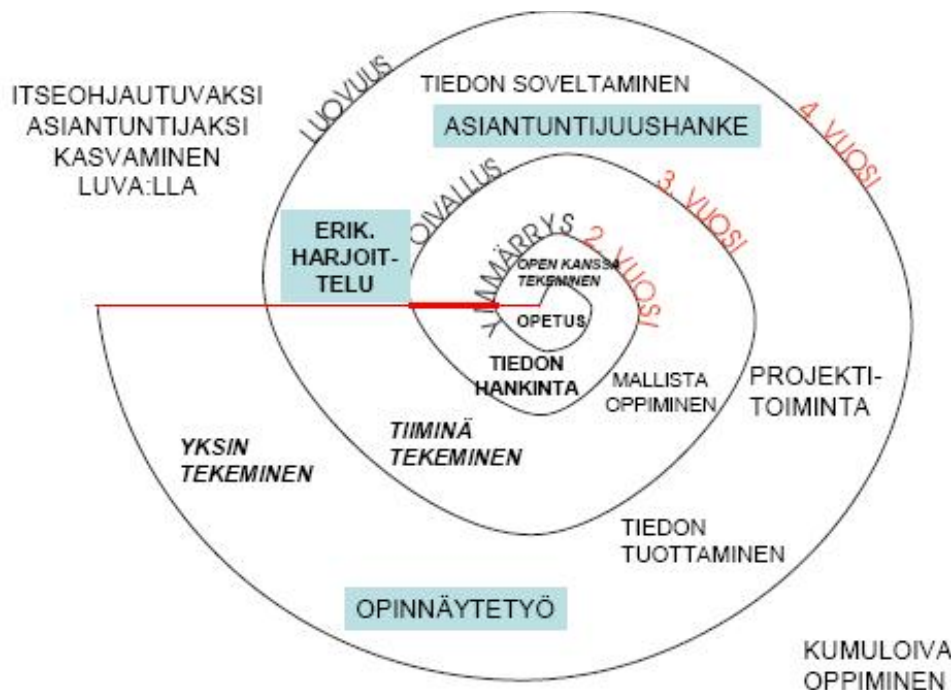 ITSEOHJAUTUVAKSI
ASIANTUNTIJAKSI
KASVAMINEN
LUVA:LLA
LUOVUUS
TIEDON SOVELTAMINEN
ASIANTUNTIJUUSHANKE
4. VUOSI
OIVALLUS
3. VUOSI
ERIK.
HARJOIT-
TELU
YMMÄRRYS
2. VUOSI
OPEN KANSSA
TEKEMINEN
OPETUS
TIEDON
HANKINTA
MALLISTA
OPPIMINEN
PROJEKTI-
TOIMINTA
YKSIN
TEKEMINEN
TIIMINÄ
TEKEMINEN
TIEDON
TUOTTAMINEN
OPINNÄYTETYÖ
KUMULOIVA
OPPIMINEN